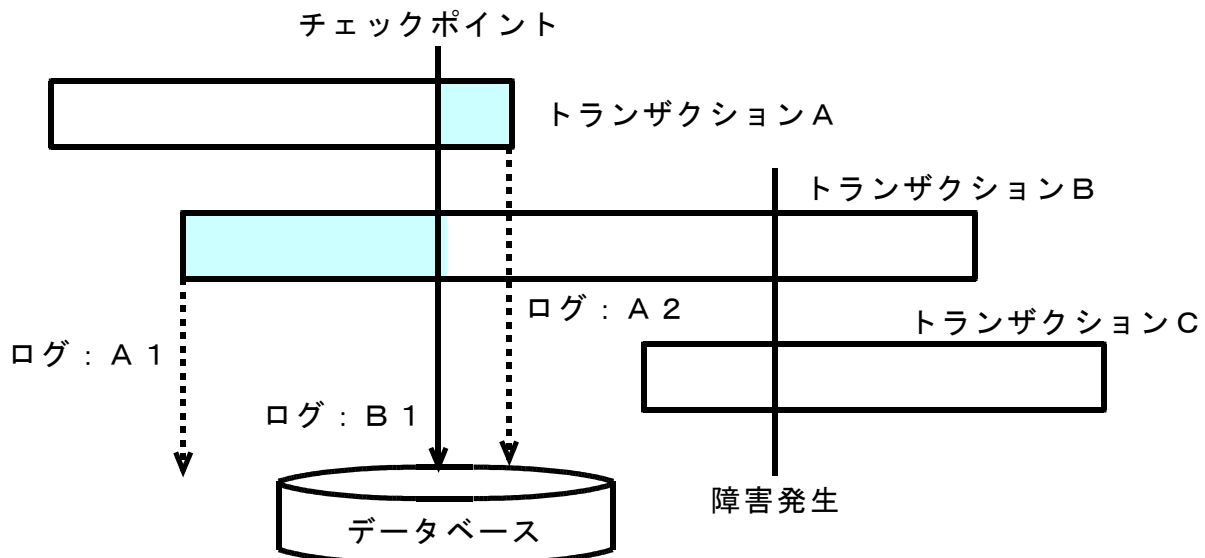 チェックポイント
トランザクションA
トランザクションB
ログ：A2
トランザクションC
ログ：A1
ログ：B1
障害発生
データベース